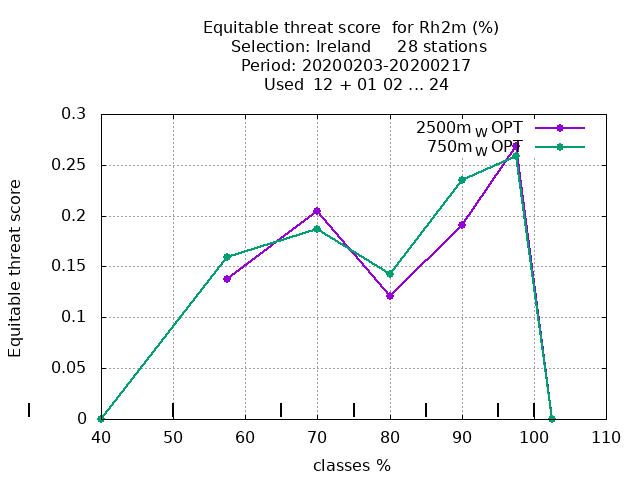 Equitable threat score  for Rh2m (%)
Selection: Ireland     28 stations
Period: 20200203-20200217
Used  12 + 01 02 ... 24
2500m W OPT
750m W OPT
0.3
0.25
0.2
0.15
0.1
0.05
0
Equitable threat score
40 50 60 70 80 90 100 110
classes %